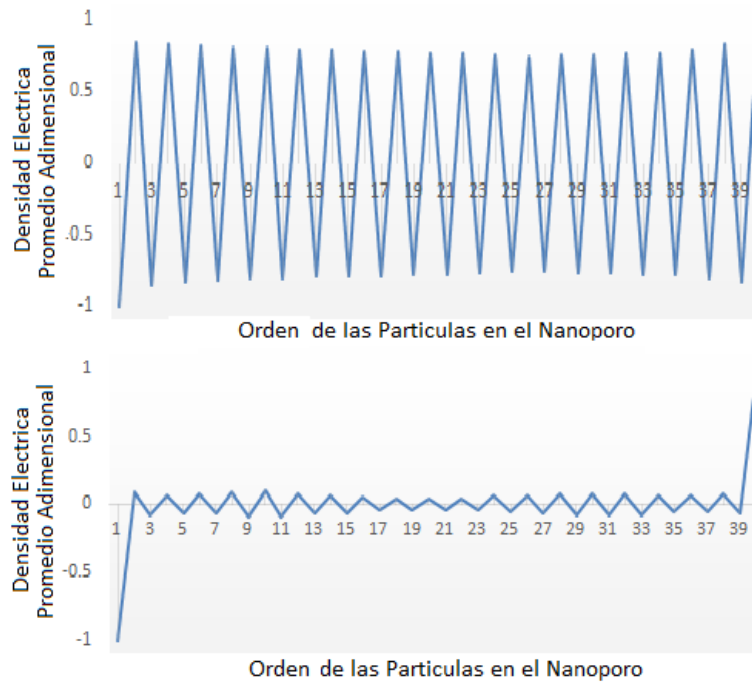 Densidad Electrica
Promedio Adimensional
1
0.5
0
-0.5
-1
1 3 5 7 9 11 13 15 17 19 21 23 25 27 29 31 33 35 37 39
Orden de las Particulas en el Nanoporo
Densidad Electrica
Promedio Adimensional
1
0.5
0
-0.5
-1
1 3 5 7 9 11 13 15 17 19 21 23 25 27 29 31 33 35 37 39
Orden de las Particulas en el Nanoporo